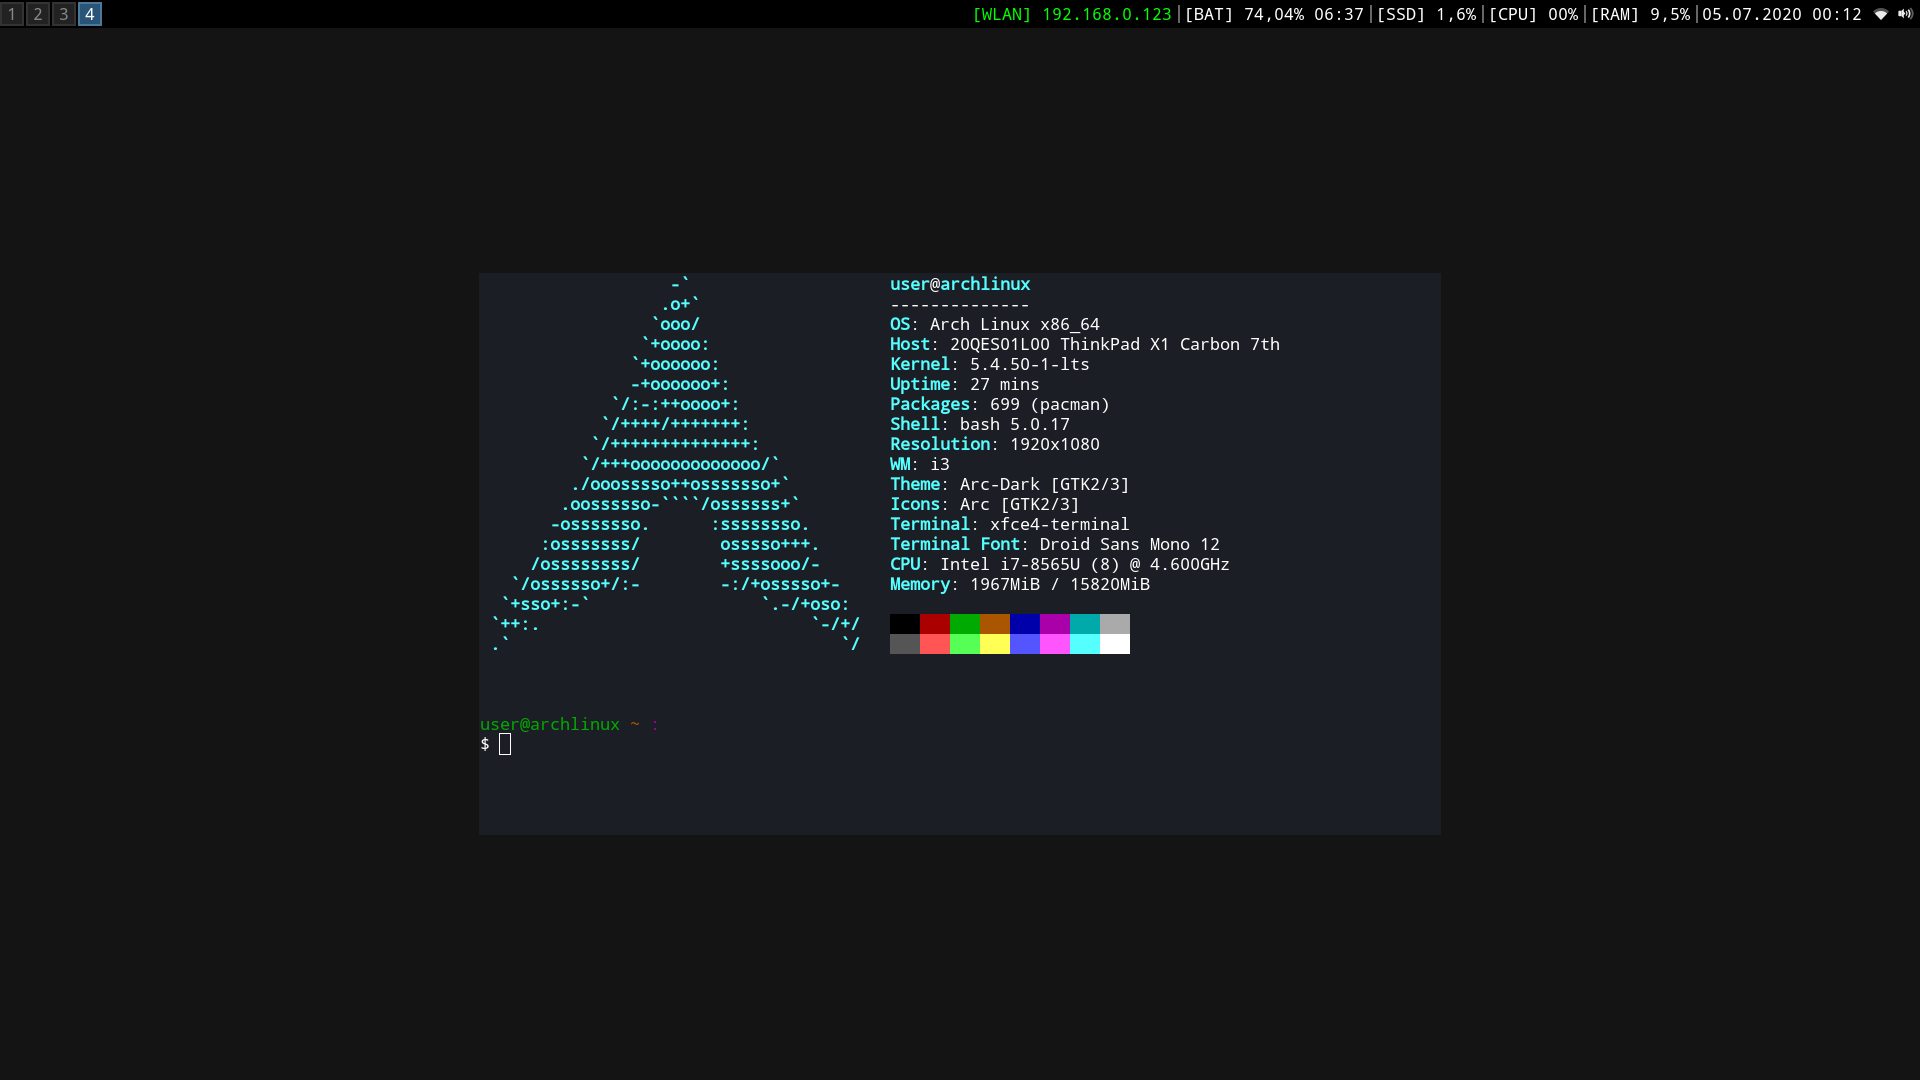 1 2 3 4 [WLAN] 192.168.0.123|[BAT] 74,04% 06:37|[SSD] 1,6%|[CPU] 00%|[RAM] 9,5%|05.07.2020 00:12
-` user@archlinux
.o+` --------------
`ooo/ OS: Arch Linux x86_64
`+oooo: Host: 20QES01L00 ThinkPad X1 Carbon 7th
`+oooooo: Kernel: 5.4.50-1-lts
-+oooooo+: Uptime: 27 mins
`/:-:++oooo+: Packages: 699 (pacman)
`/++++/+++++++: Shell: bash 5.0.17
`/++++++++++++++: Resolution: 1920x1080
`/+++ooooooooooooo/` WM: i3
./ooosssso++osssssso+` Theme: Arc-Dark [GTK2/3]
.oossssso-````/ossssss+` Icons: Arc [GTK2/3]
-osssssso. :ssssssso. Terminal: xfce4-terminal
:osssssss/ osssso+++. Terminal Font: Droid Sans Mono 12
/ossssssss/ +ssssooo/- CPU: Intel i7-8565U (8) @ 4.600GHz
`/ossssso+/:- -:/+osssso+- Memory: 1967MiB / 15820MiB
`+sso+:-` `.-/+oso:
`++:. `-/+/
.` `/
user@archlinux ~ :
$